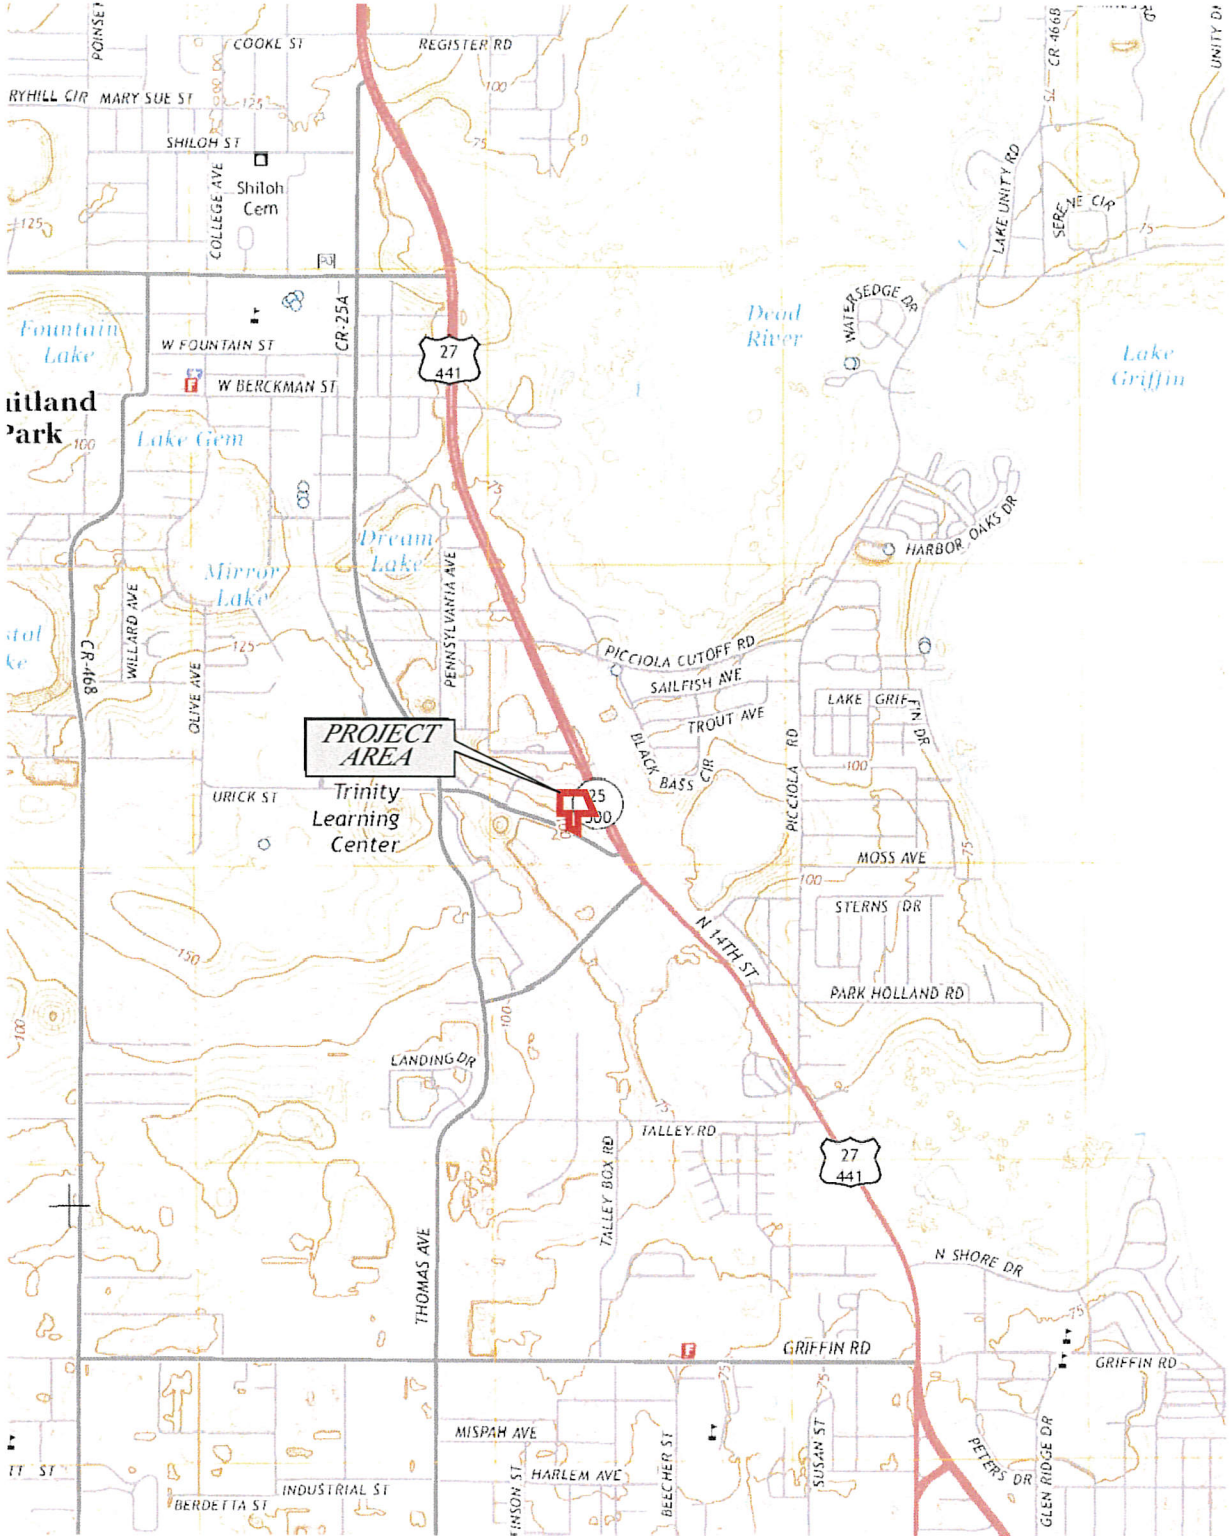 COOKE ST
REGISTER RD
CR-466B
100
MARY SUE ST
125
75
75
SHILOH ST
COLLEGE AVE
Shiloh
Cem
LAKE UNITY RD
SERENE CIR
75
125
PO
CR-25A
Fountain
Lake
W FOUNTAIN ST
27
441
Dead
River
WATERSEDGE DR
Lake
Griffin
F
W BERCKMAN ST
Park
100
Lake Gem
75
HARBOR OAKS DR
Dream
Lake
Mirror
Lake
PENNSYLVANIA AVE
WILLARD AVE
CR-468
125
OLIVE AVE
PICCIOLA CUTOFF RD
SAILFISH AVE
TROUT AVE
LAKE GRIFFIN DR
BLACK BASS CIR
PICCIOLA RD
100
PROJECT
AREA
Trinity
Learning
Center
URICK ST
25
500
MOSS AVE
75
100
STERNS DR
N 14TH ST
150
PARK HOLLAND RD
100
100
LANDING DR
75
TALLEY RD
TALLEY BOX RD
27
441
THOMAS AVE
N SHORE DR
75
F
GRIFFIN RD
GRIFFIN RD
75
75
MISPAH AVE
BEECHER ST
SUSAN ST
PETERS DR
GLEN RIDGE DR
HARLEM AVE
INDUSTRIAL ST
BERDETTA ST